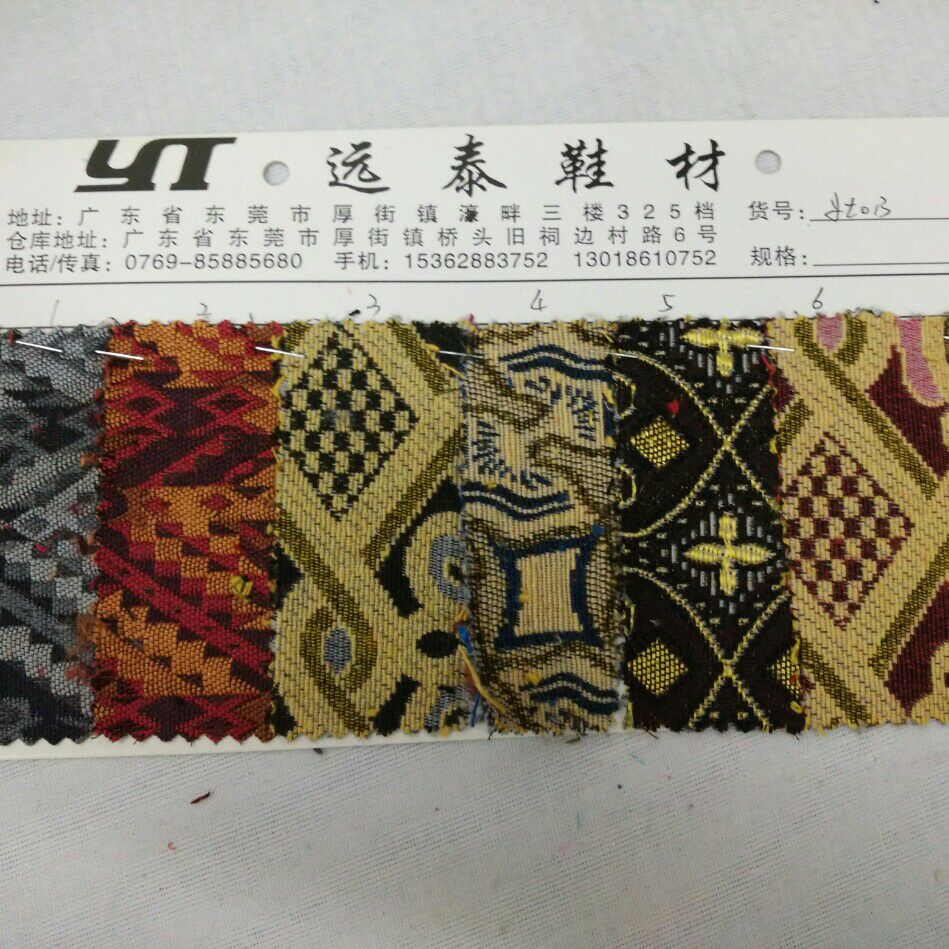 YT 远泰鞋材
地址：广东省东莞市厚街镇濠畔三楼325档 货号：
仓库地址：广东省东莞市厚街镇桥头旧祠边村路6号
电话/传真：0769-85885680 手机：15362883752 13018610752 规格：
1 2 3 4 5 6